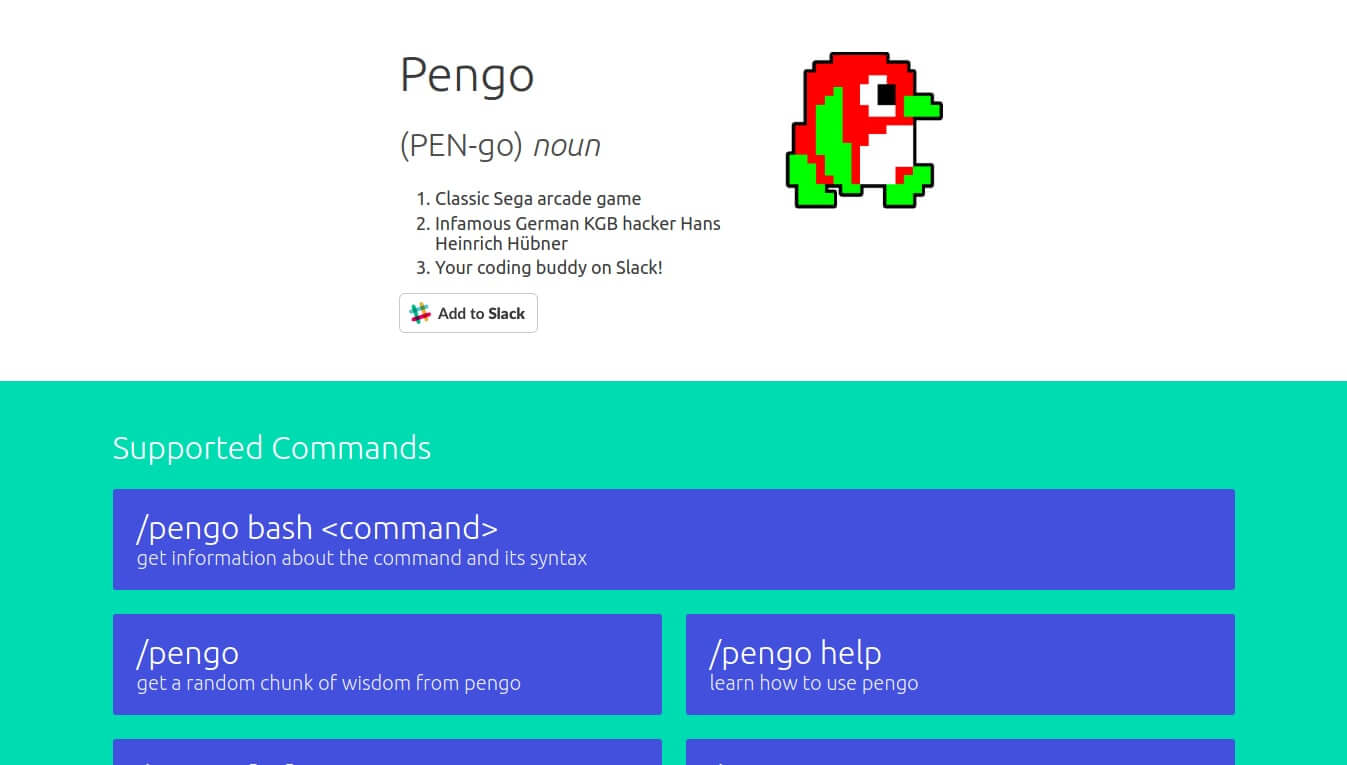 Pengo
(PEN-go) noun
1. Classic Sega arcade game
2. Infamous German KGB hacker Hans
Heinrich Hübner
3. Your coding buddy on Slack!
Add to Slack
Supported Commands
/pengo bash <command>
get information about the command and its syntax
/pengo
get a random chunk of wisdom from pengo
/pengo help
learn how to use pengo